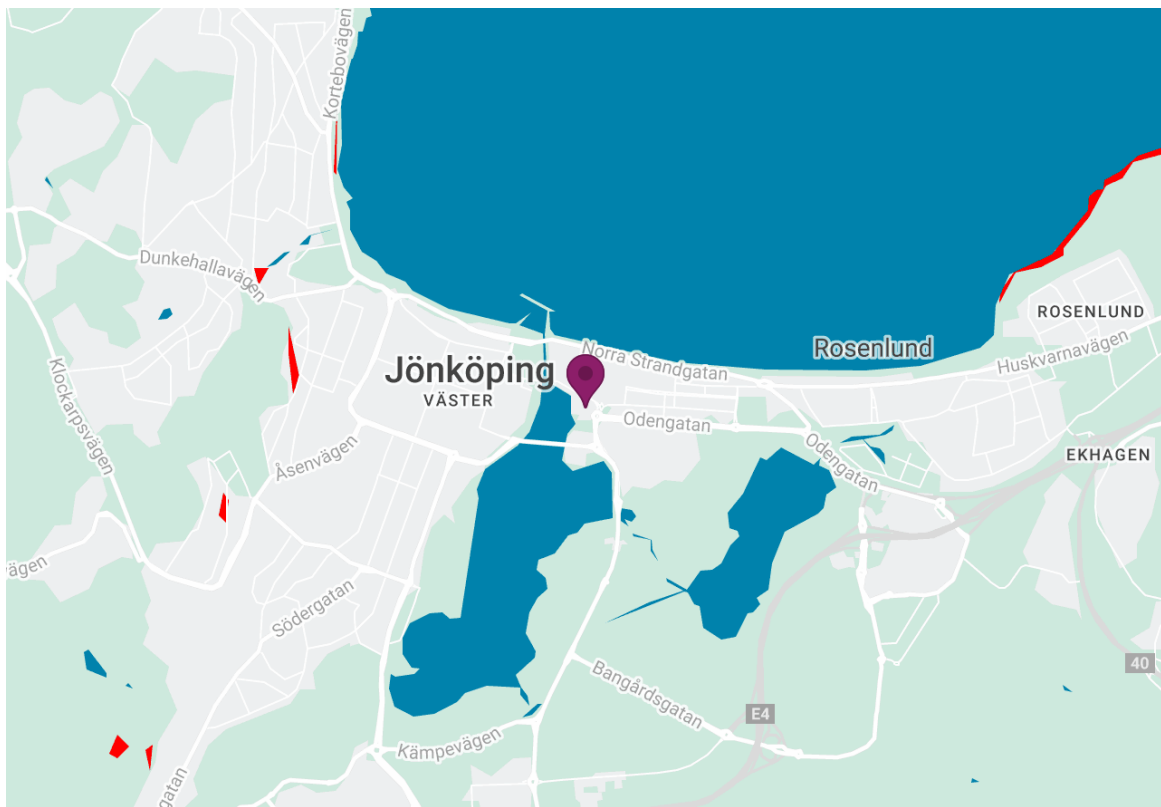 Kortebovägen
Dunkehallavägen
ROSENLUND
Rosenlund
Norra Strandgatan
Huskvarnavägen
Jönköping
VÄSTER
Klockarpsvägen
Odengatan
Odengatan
EKHAGEN
Åsenvägen
vägen
Södergatan
40
Bangårdsgatan
E4
Kämpevägen
gatan